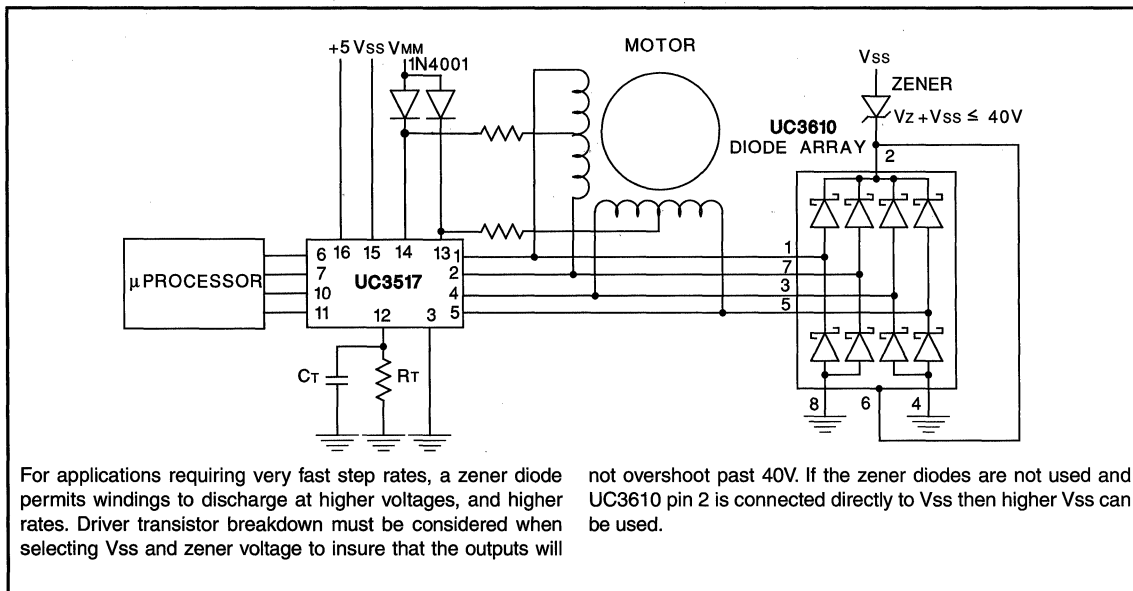 +5 VSS VMM
1N4001
MOTOR
VSS
ZENER
VZ + VSS ≤ 40V
UC3610
DIODE ARRAY
2
μPROCESSOR
6 16 15 14 13 1
7 UC3517 2
10 4
11 12 3 5
1
7
3
5
CT
RT
8 6 4
For applications requiring very fast step rates, a zener diode
permits windings to discharge at higher voltages, and higher
rates. Driver transistor breakdown must be considered when
selecting Vss and zener voltage to insure that the outputs will
not overshoot past 40V. If the zener diodes are not used and
UC3610 pin 2 is connected directly to Vss then higher Vss can
be used.